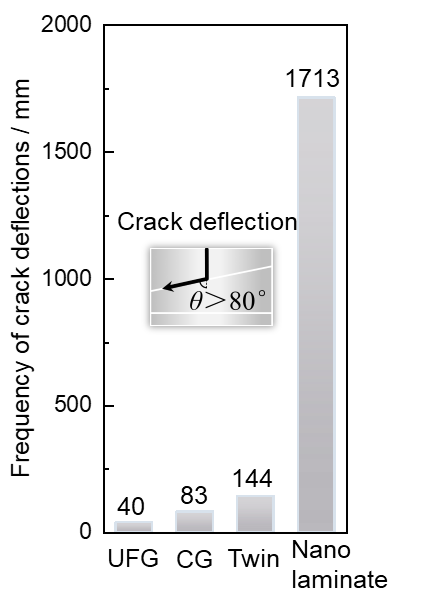 2000
1500
1000
500
0
Frequency of crack deflections / mm
1713
Crack deflection
θ>80°
144
83
40
UFG CG Twin Nano
laminate